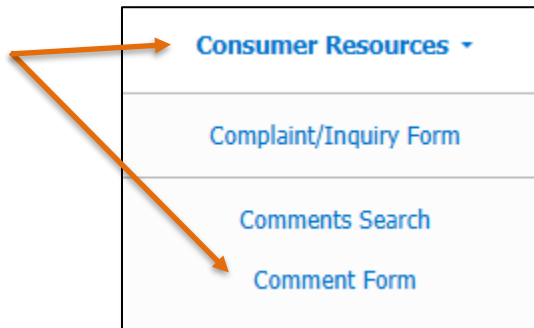 Consumer Resources
Complaint/Inquiry Form
Comments Search
Comment Form